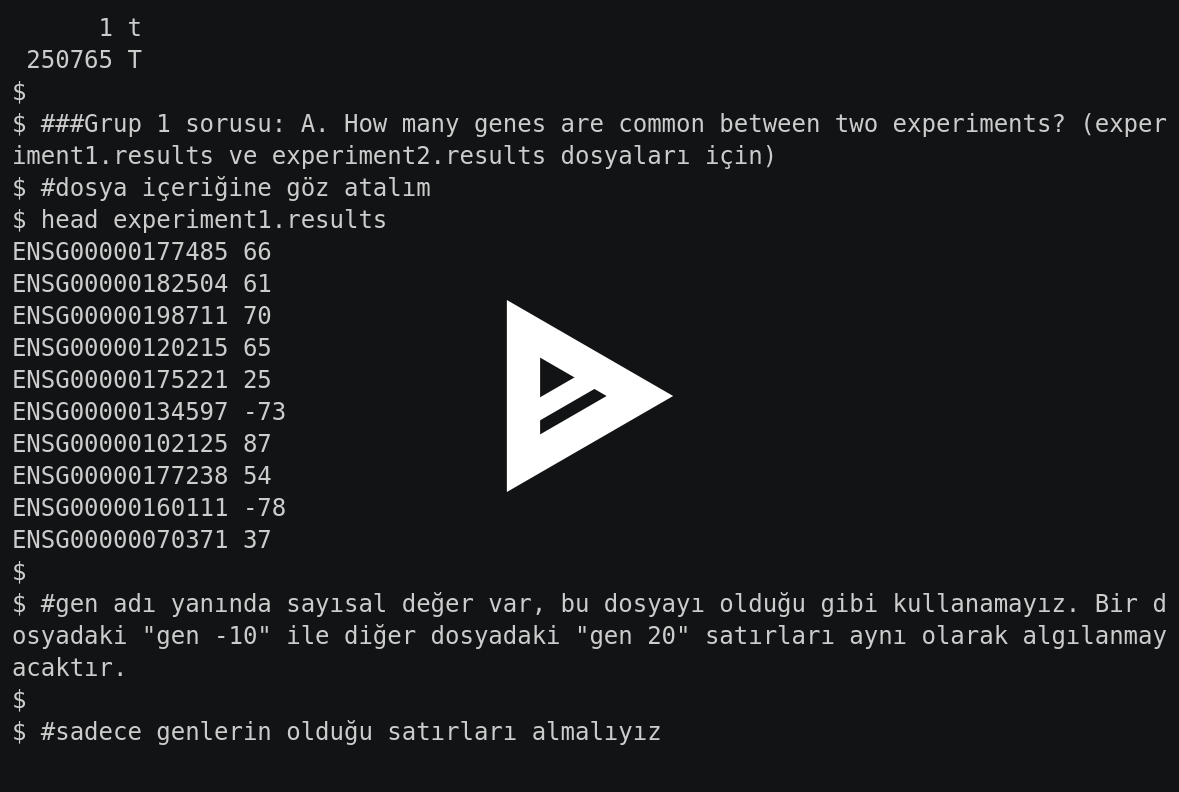 1 t
250765 T
$
$ ###Grup 1 sorusu: A. How many genes are common between two experiments? (exper
iment1.results ve experiment2.results dosyaları için)
$ #dosya içeriğine göz atalım
$ head experiment1.results
ENSG00000177485 66
ENSG00000182504 61
ENSG00000198711 70
ENSG00000120215 65
ENSG00000175221 25
ENSG00000134597 -73
ENSG00000102125 87
ENSG00000177238 54
ENSG00000160111 -78
ENSG00000070371 37
$
$ #gen adı yanında sayısal değer var, bu dosyayı olduğu gibi kullanamayız. Bir d
osyadaki "gen -10" ile diğer dosyadaki "gen 20" satırları aynı olarak algılanmay
acaktır.
$
$ #sadece genlerin olduğu satırları almalıyız